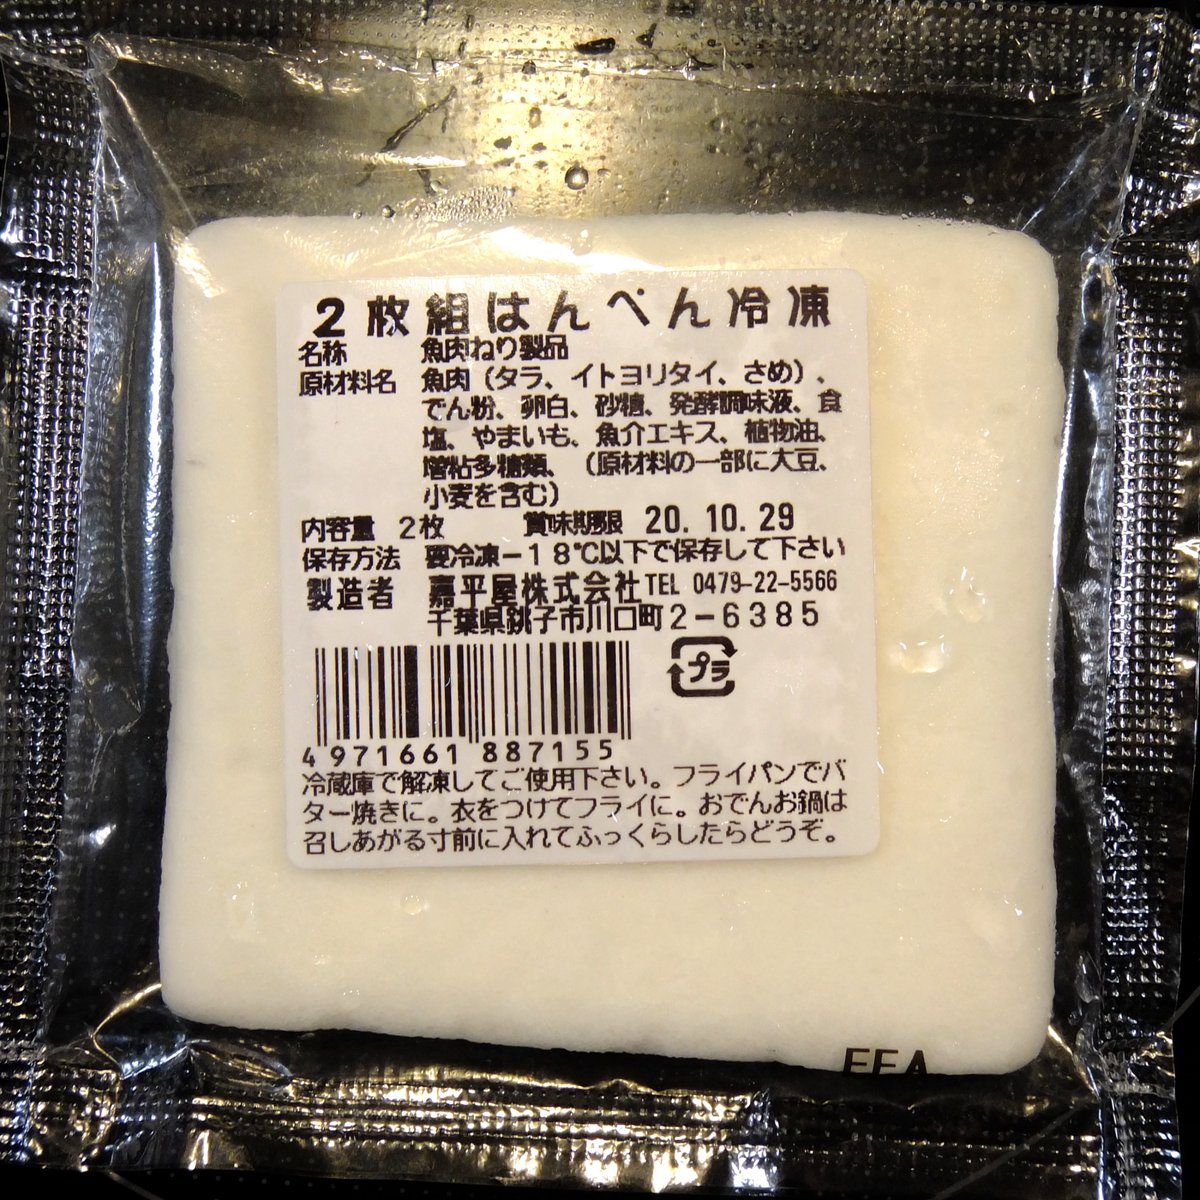 2枚組はんぺん冷凍
名称 魚肉ねり製品
原材料名 魚肉（タラ、イトヨリタイ、さめ）、
でん粉、卵白、砂糖、発酵調味液、食
塩、やまいも、魚介エキス、植物油、
増粘多糖類、（原材料の一部に大豆、
小麦を含む）
内容量 2枚 賞味期限 20.10.29
保存方法 要冷凍－18℃以下で保存して下さい
製造者 嘉平屋株式会社 TEL 0479-22-5566
千葉県銚子市川口町2－6385
プラ
4 971661 887155
冷蔵庫で解凍してご使用下さい。フライパンでバ
ター焼きに。衣をつけてフライに。おでんお鍋は
召しあがる寸前に入れてふっくらしたらどうぞ。